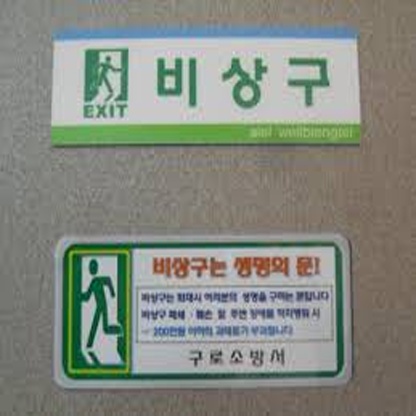 비상구
EXIT
비상구는 생명의 문!
비상구는 화재시 여러분의 생명을 구하는 문입니다
비상구 폐쇄 · 훼손 및 주변 장애물 적치행위 시
200만원 이하의 과태료가 부과됩니다
구로소방서